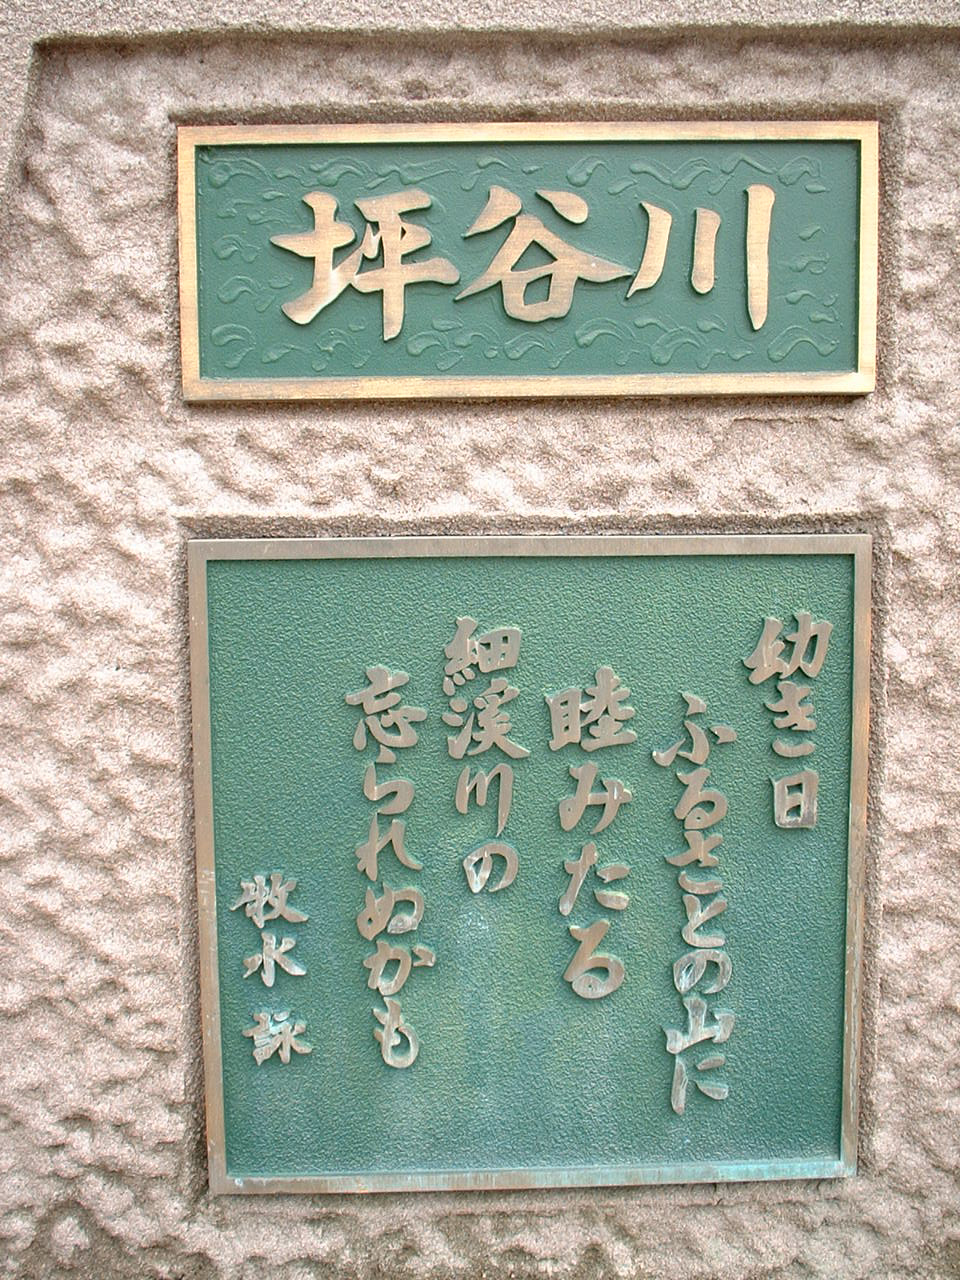 坪谷川
幼き日
ふるさとの山に
睦みたる
細渓川の
忘られぬかも
牧水 詠